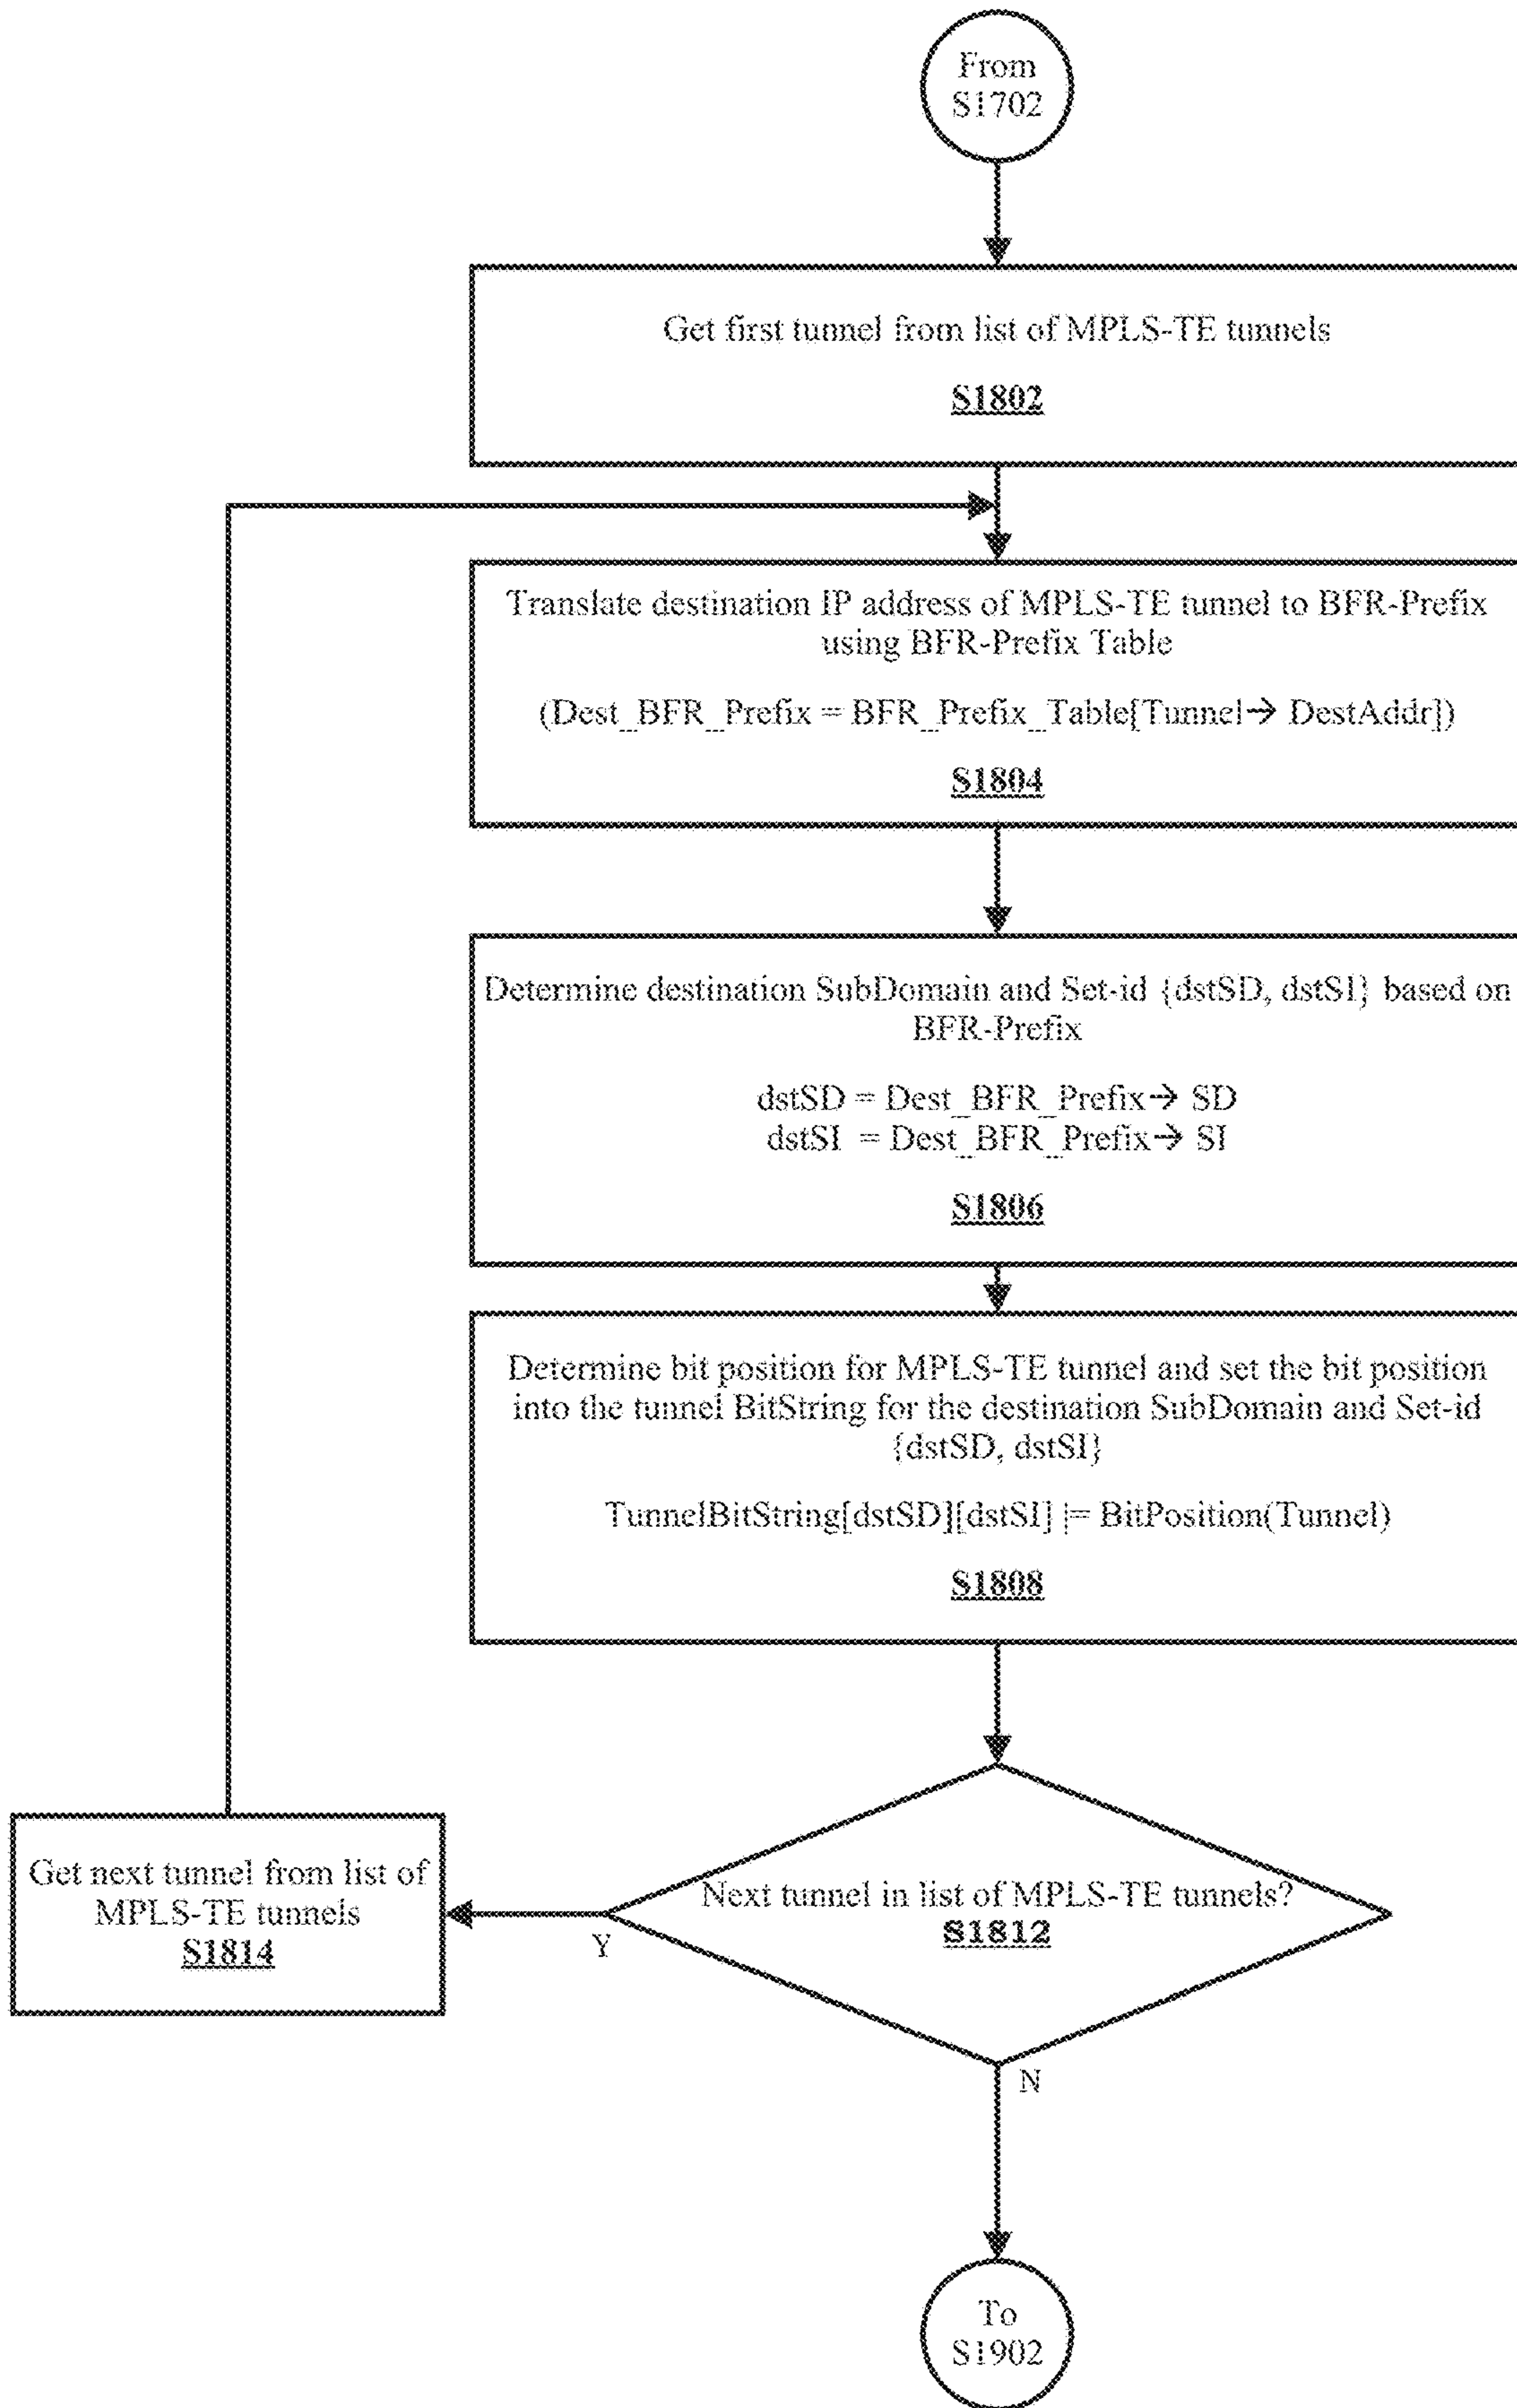 From
S1702
Get first tunnel from list of MPLS-TE tunnels
S1802
Translate destination IP address of MPLS-TE tunnel to BFR-Prefix
using BFR-Prefix Table
(Dest_BFR_Prefix = BFR_Prefix_Table[Tunnel→ DestAddr])
S1804
Determine destination SubDomain and Set-id {dstSD, dstSI} based on
BFR-Prefix
dstSD = Dest_BFR_Prefix→ SD
dstSI = Dest_BFR_Prefix→ SI
S1806
Determine bit position for MPLS-TE tunnel and set the bit position
into the tunnel BitString for the destination SubDomain and Set-id
{dstSD, dstSI}
TunnelBitString[dstSD][dstSI] |= BitPosition(Tunnel)
S1808
Next tunnel in list of MPLS-TE tunnels?
S1812
Y
Get next tunnel from list of
MPLS-TE tunnels
S1814
N
To
S1902